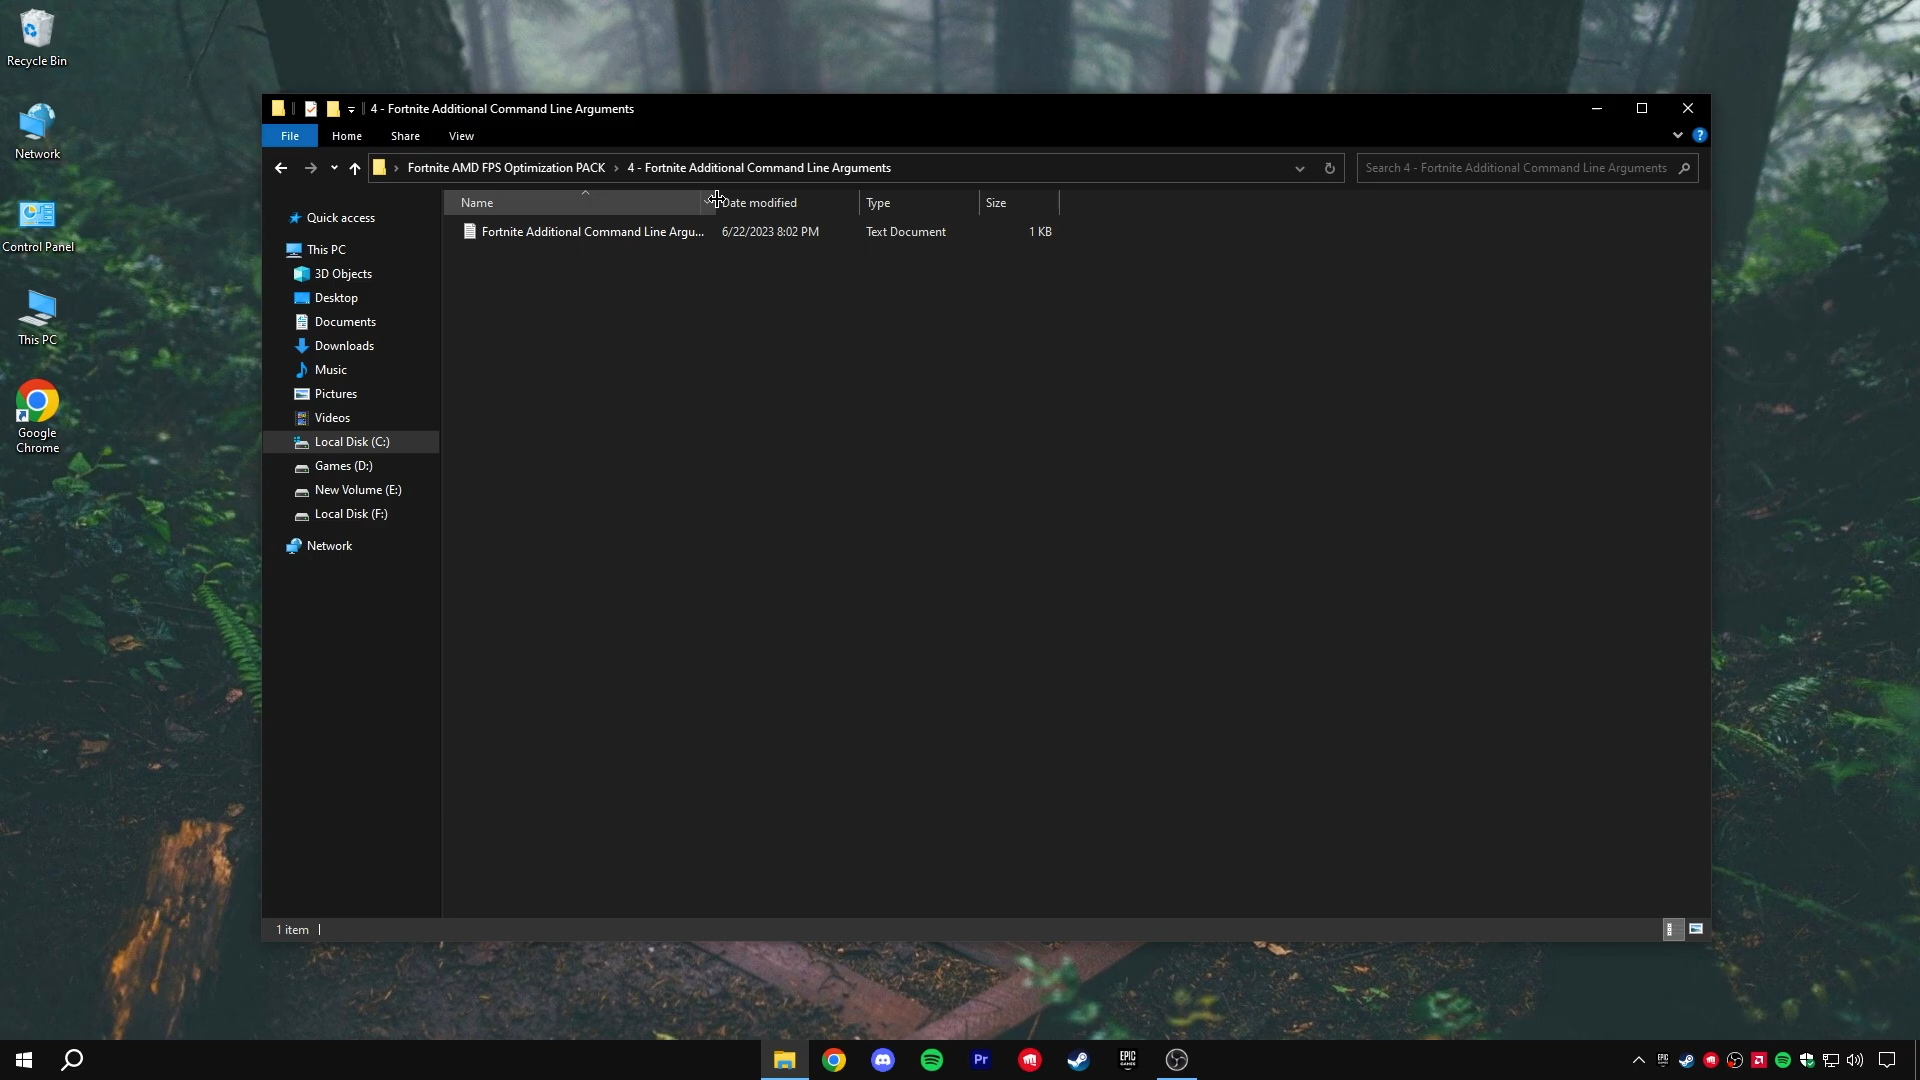 Recycle Bin
Network
Control Panel
This PC
Google
Chrome
4 - Fortnite Additional Command Line Arguments
File Home Share View
Fortnite AMD FPS Optimization PACK 4 - Fortnite Additional Command Line Arguments
Search 4 - Fortnite Additional Command Line Arguments
Name Date modified Type Size
Fortnite Additional Command Line Argu... 6/22/2023 8:02 PM Text Document 1 KB
Quick access
This PC
3D Objects
Desktop
Documents
Downloads
Music
Pictures
Videos
Local Disk (C:)
Games (D:)
New Volume (E:)
Local Disk (F:)
Network
1 item
Pr
EPIC
GAMES
EPIC